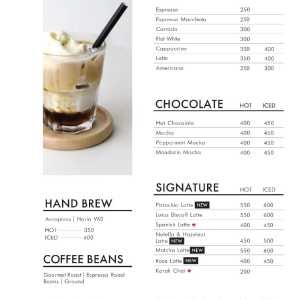 Espresso 250
Espresso Macchiato 250
Cortado 300
Flat White 300
Cappuccino 350 400
Latte 350 400
Americano 250 300
CHOCOLATE HOT ICED
Hot Chocolate 400 450
Mocha 400 450
Peppermint Mocha 400 450
Mandarin Mocha 400 450
HAND BREW
Aeropress | Hario V60
HOT 350
ICED 400
COFFEE BEANS
Gourmet Roast | Espresso Roast
Beans | Ground
SIGNATURE HOT ICED
Pistachio Latte NEW 550 600
Lotus Biscoff Latte 550 600
Spanish Latte 400 450
Nutella & Hazelnut
Latte NEW 450 500
Matcha Latte NEW 550 600
Rose Latte NEW 400 450
Karak Chai 200